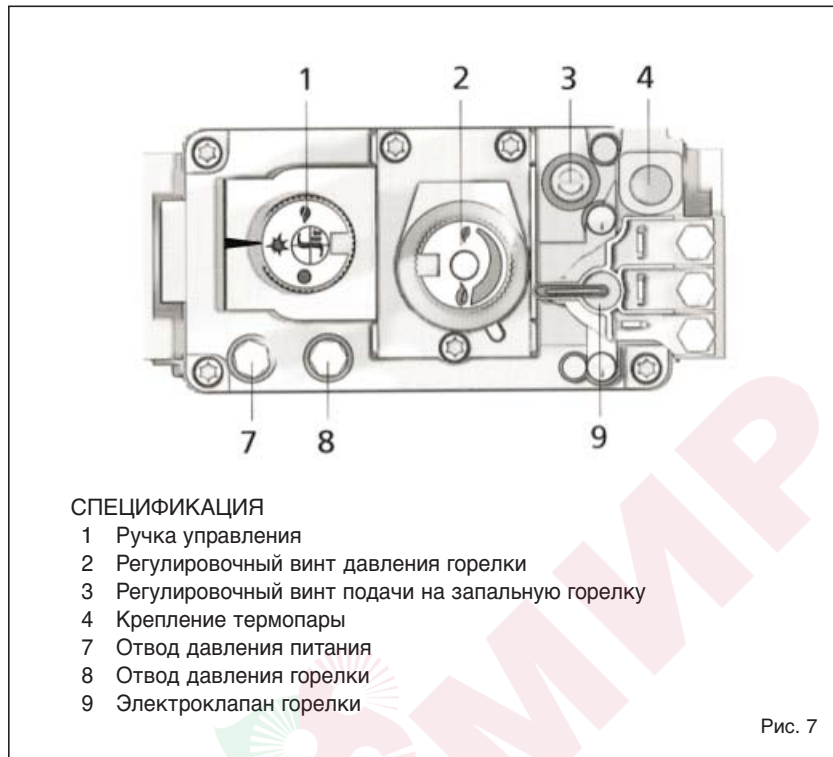 1 2 3 4
7 8 9
СПЕЦИФИКАЦИЯ
1 Ручка управления
2 Регулировочный винт давления горелки
3 Регулировочный винт подачи на запальную горелку
4 Крепление термопары
7 Отвод давления питания
8 Отвод давления горелки
9 Электроклапан горелки
Рис. 7
МИР